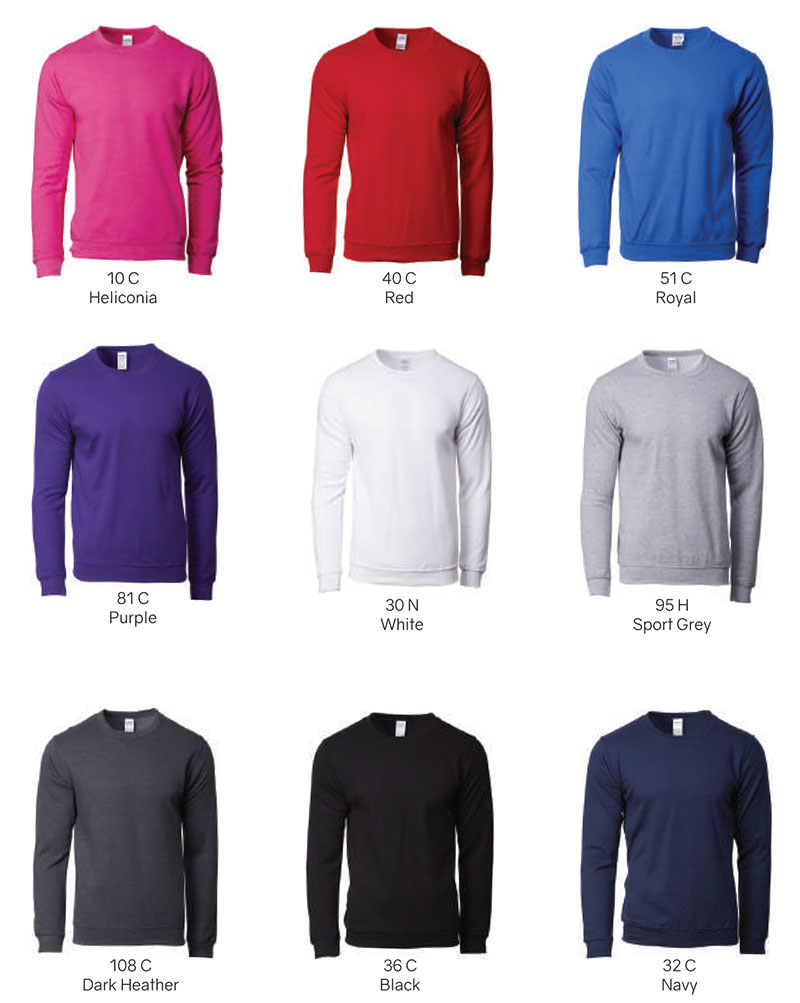 10 C
Heliconia
40 C
Red
51 C
Royal
81 C
Purple
30 N
White
95 H
Sport Grey
108 C
Dark Heather
36 C
Black
32 C
Navy